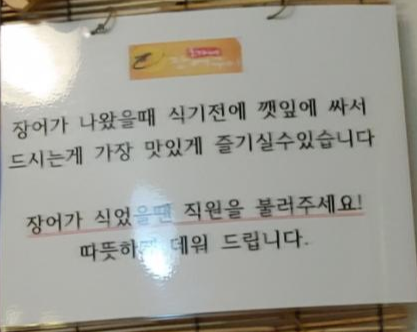 장어가 나왔을때 식기전에 깻잎에 싸서
드시는게 가장 맛있게 즐기실수있습니다
장어가 식었을땐 직원을 불러주세요!
따뜻하게 데워 드립니다.